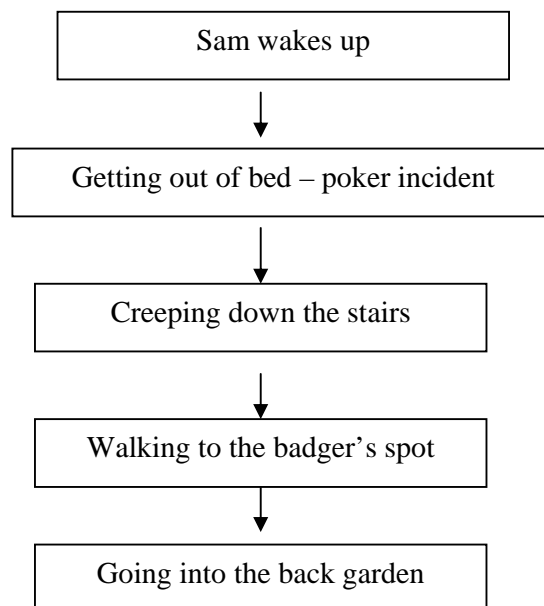 Sam wakes up
Getting out of bed – poker incident
Creeping down the stairs
Walking to the badger’s spot
Going into the back garden